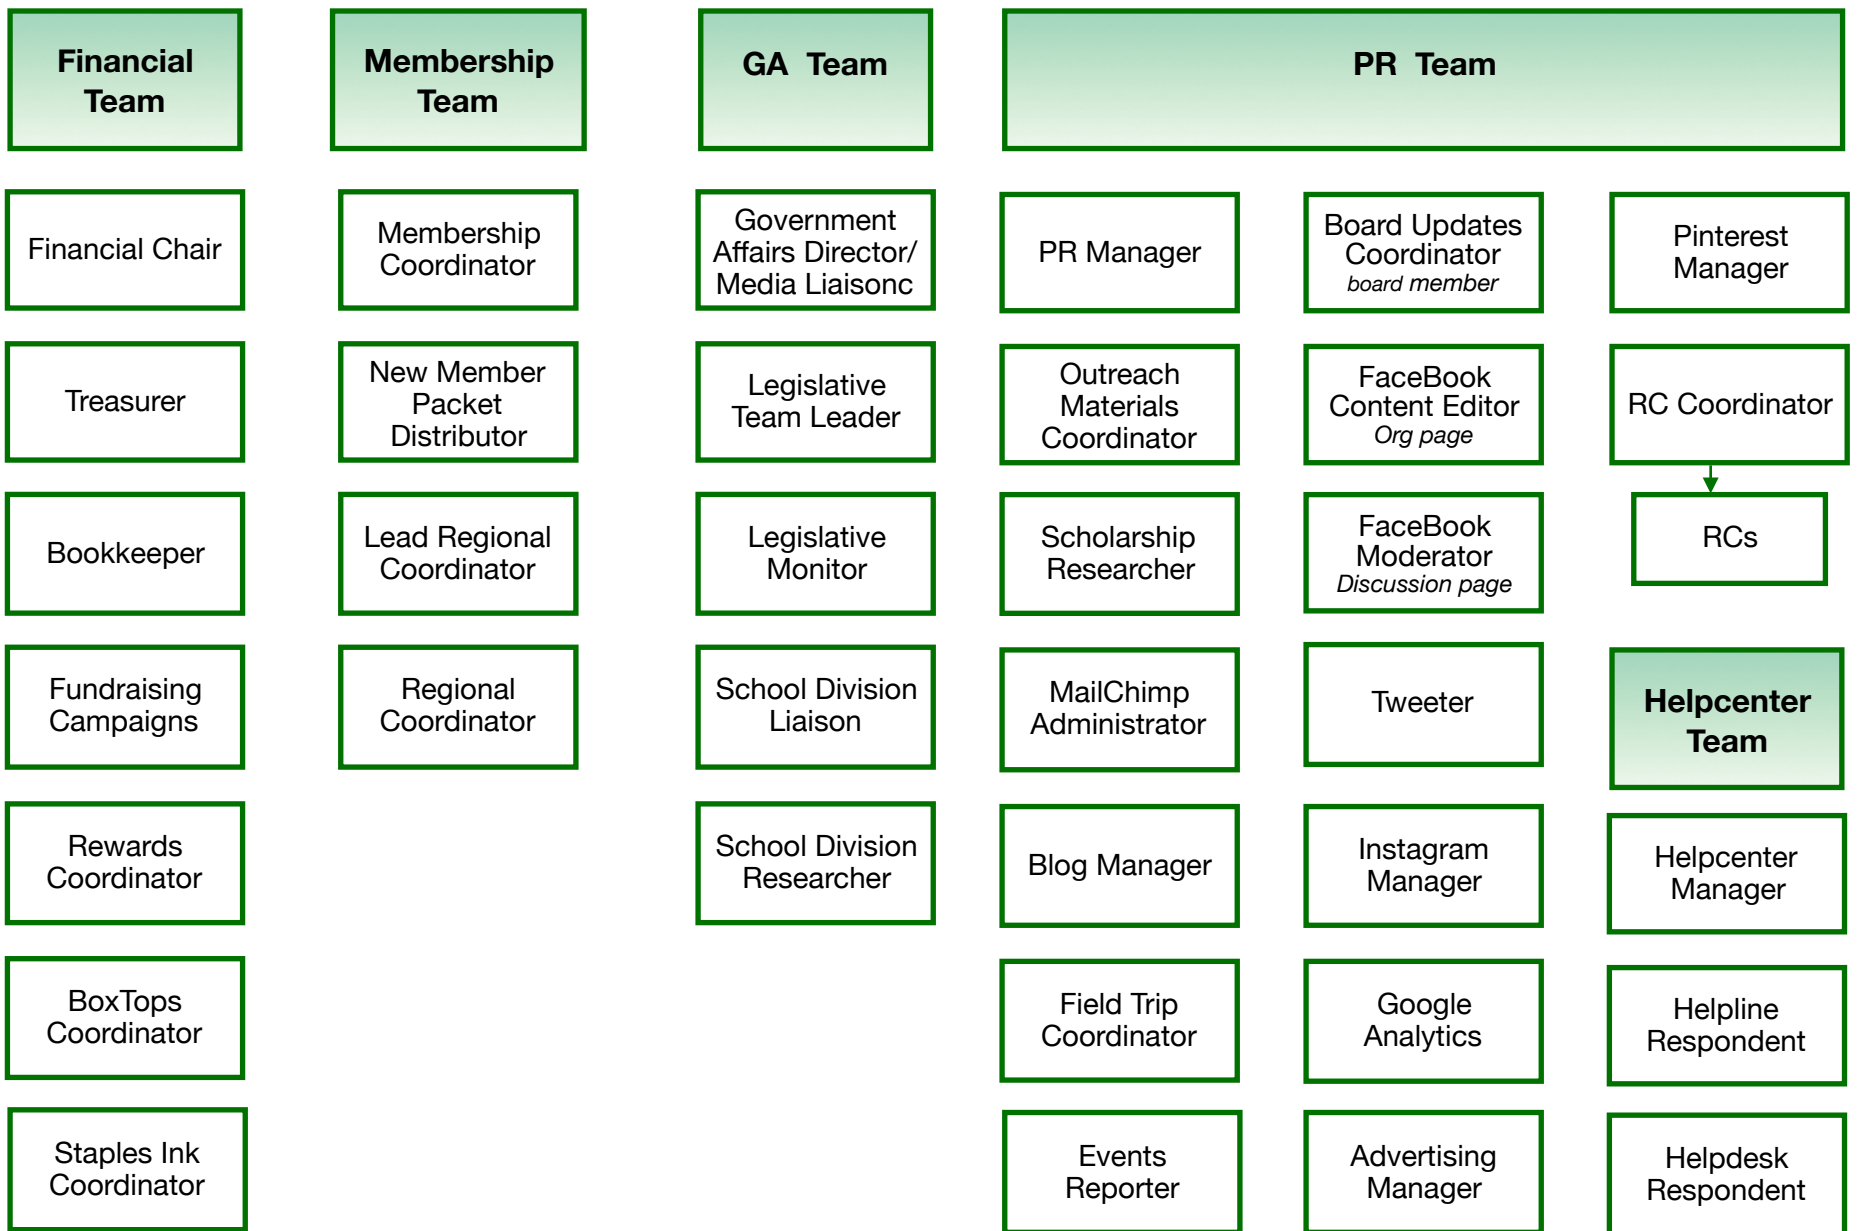 Financial
Team
Membership
Team
GA Team
PR Team
Financial Chair
Treasurer
Bookkeeper
Fundraising
Campaigns
Rewards
Coordinator
BoxTops
Coordinator
Staples Ink
Coordinator
Membership
Coordinator
New Member
Packet
Distributor
Lead Regional
Coordinator
Regional
Coordinator
Government
Affairs Director/
Media Liaisonc
Legislative
Team Leader
Legislative
Monitor
School Division
Liaison
School Division
Researcher
PR Manager
Outreach
Materials
Coordinator
Scholarship
Researcher
MailChimp
Administrator
Blog Manager
Field Trip
Coordinator
Events
Reporter
Board Updates
Coordinator
board member
FaceBook
Content Editor
Org page
FaceBook
Moderator
Discussion page
Tweeter
Instagram
Manager
Google
Analytics
Advertising
Manager
Pinterest
Manager
RC Coordinator
RCs
Helpcenter
Team
Helpcenter
Manager
Helpline
Respondent
Helpdesk
Respondent